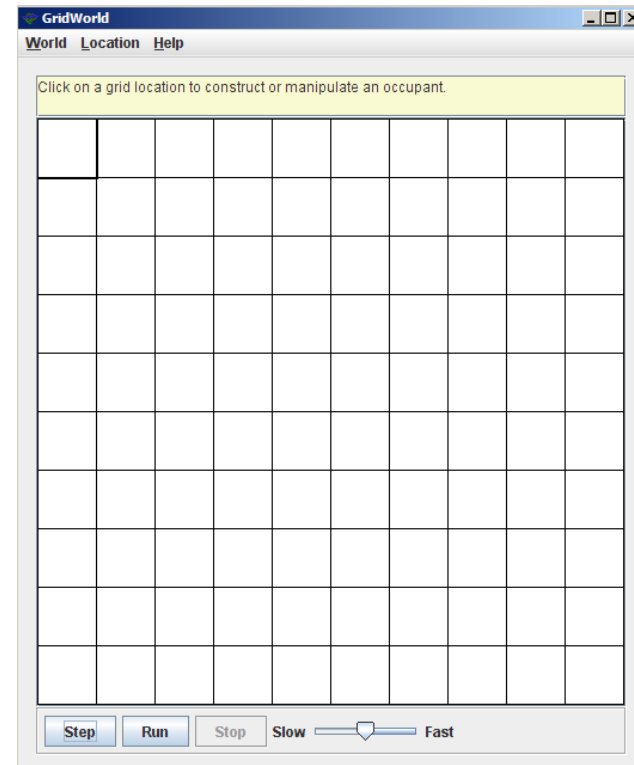 GridWorld
World Location Help
Click on a grid location to construct or manipulate an occupant.
Step Run Stop Slow Fast